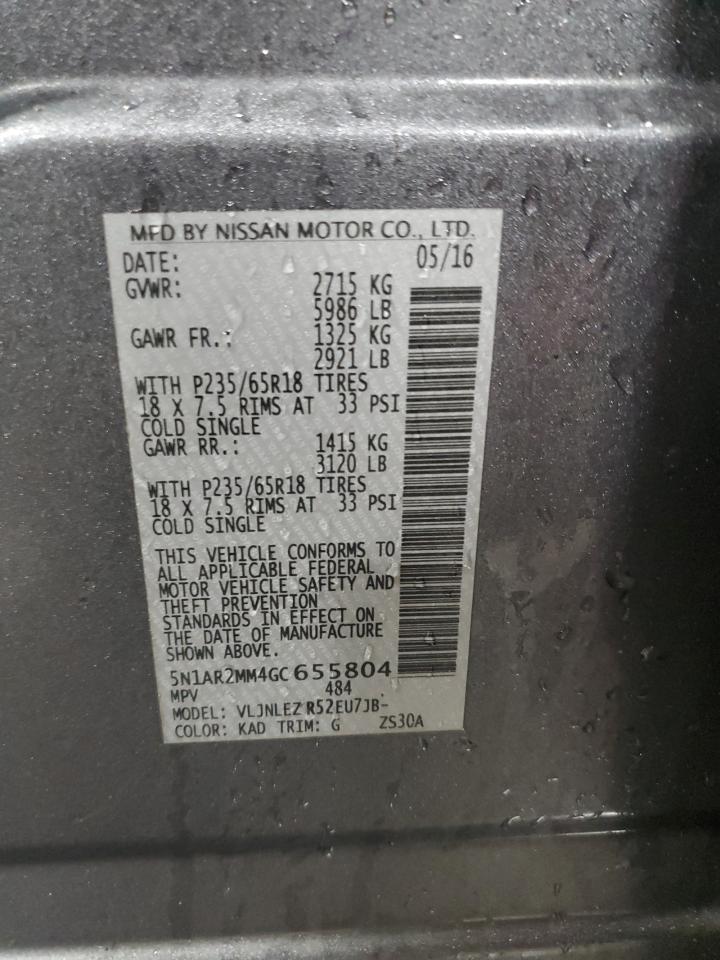 MFD BY NISSAN MOTOR CO., LTD.
DATE: 05/16
GVWR: 2715 KG
5986 LB
GAWR FR.: 1325 KG
2921 LB
WITH P235/65R18 TIRES
18 X 7.5 RIMS AT 33 PSI
COLD SINGLE
GAWR RR.: 1415 KG
3120 LB
WITH P235/65R18 TIRES
18 X 7.5 RIMS AT 33 PSI
COLD SINGLE
THIS VEHICLE CONFORMS TO
ALL APPLICABLE FEDERAL
MOTOR VEHICLE SAFETY AND
THEFT PREVENTION
STANDARDS IN EFFECT ON
THE DATE OF MANUFACTURE
SHOWN ABOVE.
5N1AR2MM4GC655804
MPV 484
MODEL: VLJNLEZ R52EU7JB-
COLOR: KAD TRIM: G ZS30A